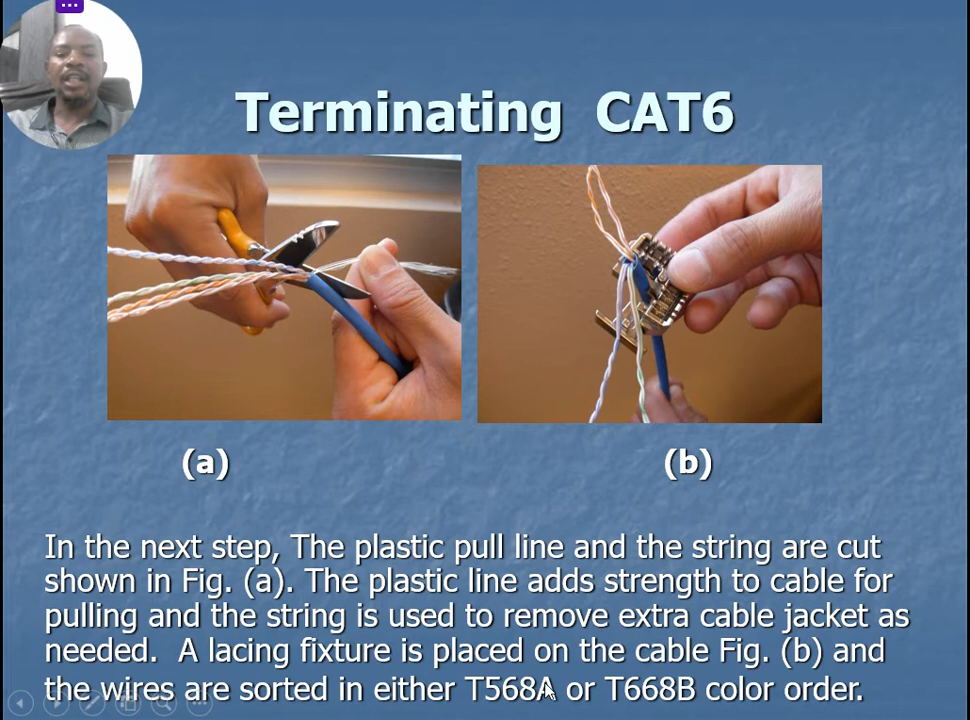 Terminating CAT6
(a)
(b)
In the next step, The plastic pull line and the string are cut
shown in Fig. (a). The plastic line adds strength to cable for
pulling and the string is used to remove extra cable jacket as
needed. A lacing fixture is placed on the cable Fig. (b) and
the wires are sorted in either T568A or T668B color order.